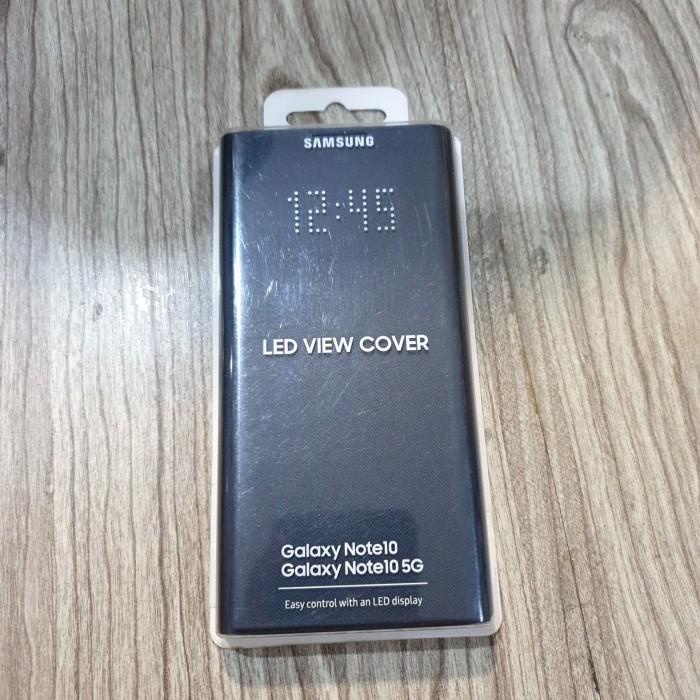 SAMSUNG
12:45
LED VIEW COVER
Galaxy Note10
Galaxy Note10 5G
Easy control with an LED display